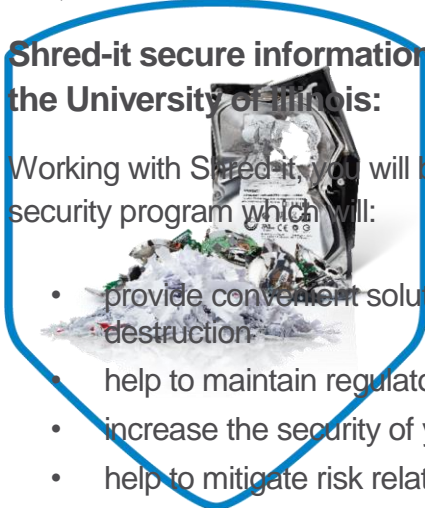 Shred-it secure information
the University of Illinois:
Working with Shred-it, you will b
security program which will:
• provide convenient solut
destruction
• help to maintain regulato
• increase the security of y
• help to mitigate risk relat